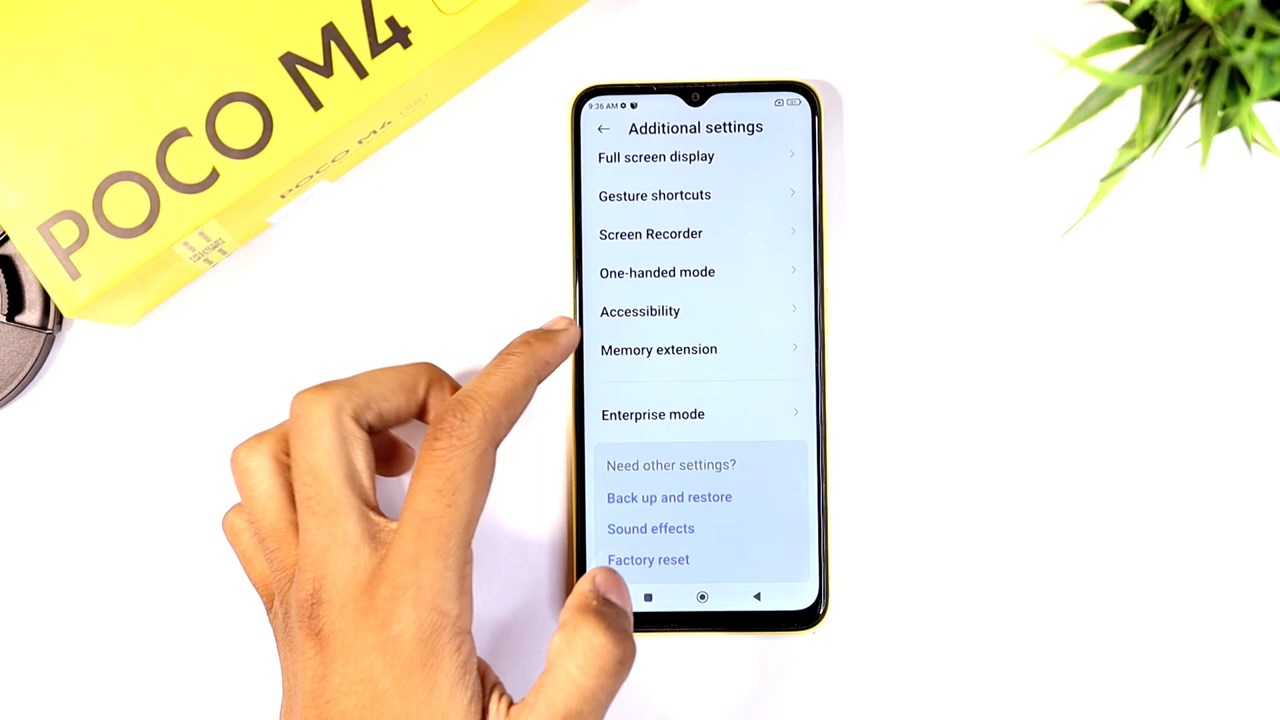 POCO M4
POCO M4
9:36 AM
Additional settings
Full screen display
Gesture shortcuts
Screen Recorder
One-handed mode
Accessibility
Memory extension
Enterprise mode
Need other settings?
Back up and restore
Sound effects
Factory reset